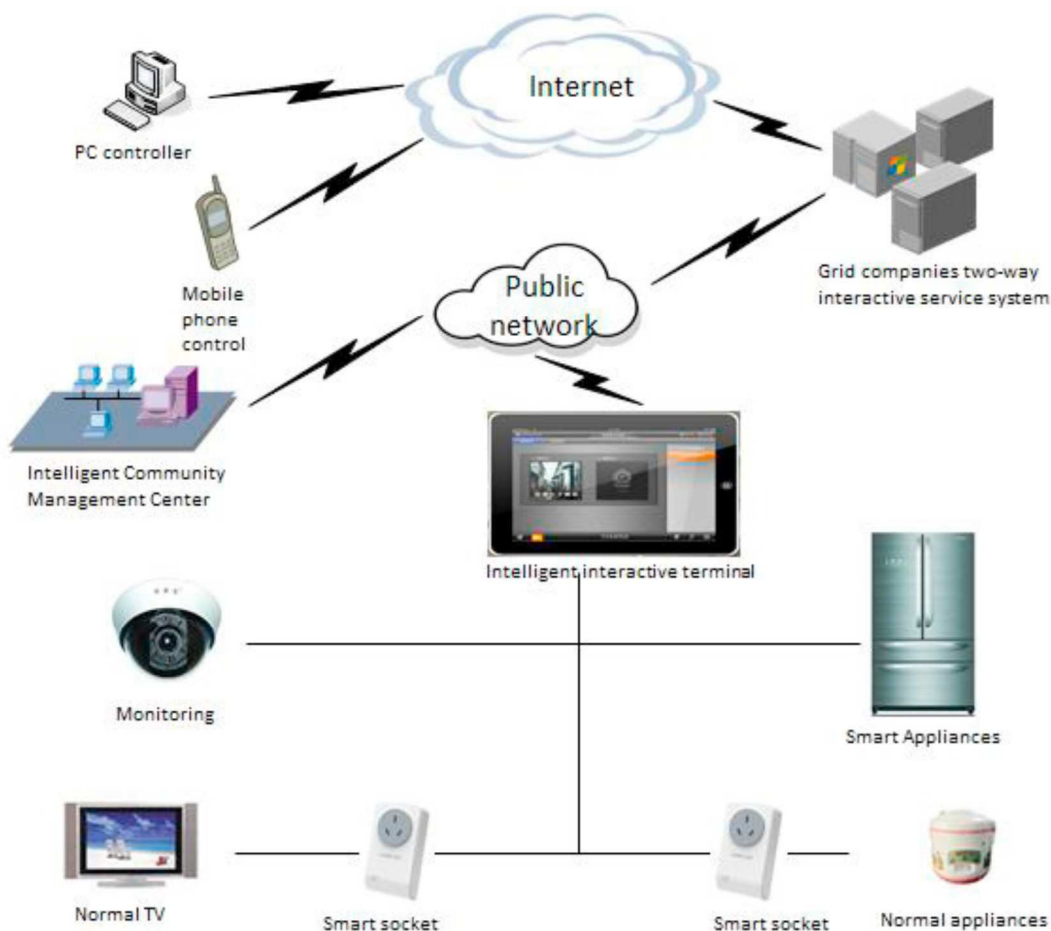 Internet
PC controller
Mobile
phone
control
Grid companies two-way
interactive service system
Public
network
Intelligent Community
Management Center
Intelligent interactive terminal
Monitoring
Smart Appliances
Normal TV
Smart socket
Smart socket
Normal appliances